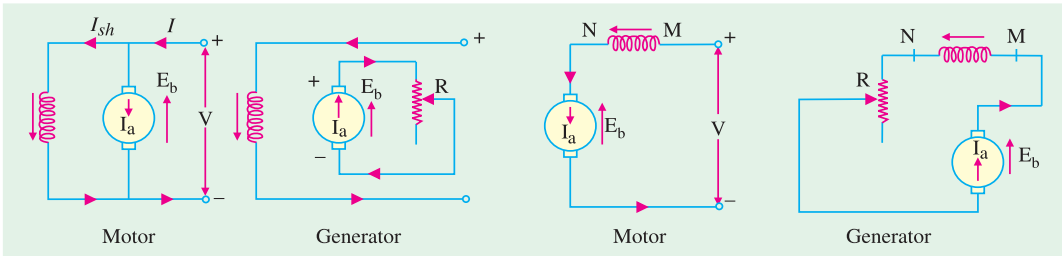 I_sh I +
E_b
I_a
V
−
Motor
+
+ E_b R
I_a
−
Generator
N M +
I_a E_b V
−
Motor
N M
R
I_a E_b
Generator